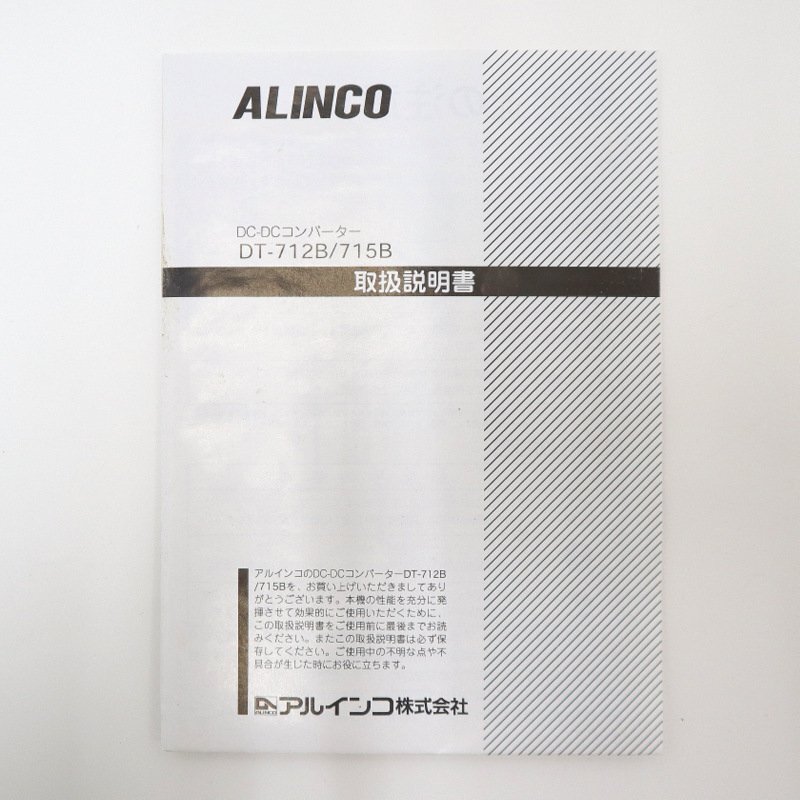 ALINCO
DC-DCコンバーター
DT-712B/715B
取扱説明書
アルインコのDC-DCコンバーターDT-712B
/715Bを、お買い上げいただきましてあり
がとうございます。本機の性能を充分に発
揮させて効果的にご使用いただくために、
この取扱説明書をご使用前に最後までお読
みください。またこの取扱説明書は必ず保
存してください。ご使用中の不明な点や不
具合が生じた時にお役に立ちます。
ALINCO アルインコ株式会社